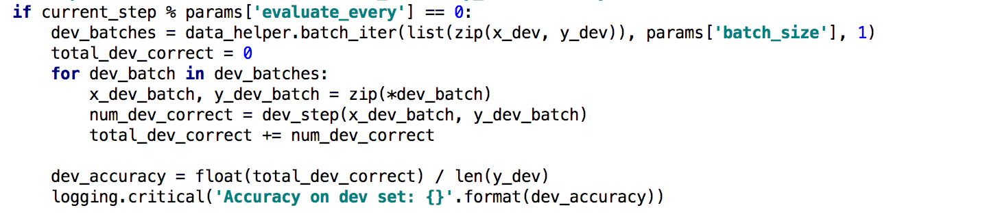 if current_step % params['evaluate_every'] == 0:
    dev_batches = data_helper.batch_iter(list(zip(x_dev, y_dev)), params['batch_size'], 1)
    total_dev_correct = 0
    for dev_batch in dev_batches:
        x_dev_batch, y_dev_batch = zip(*dev_batch)
        num_dev_correct = dev_step(x_dev_batch, y_dev_batch)
        total_dev_correct += num_dev_correct

    dev_accuracy = float(total_dev_correct) / len(y_dev)
    logging.critical('Accuracy on dev set: {}'.format(dev_accuracy))